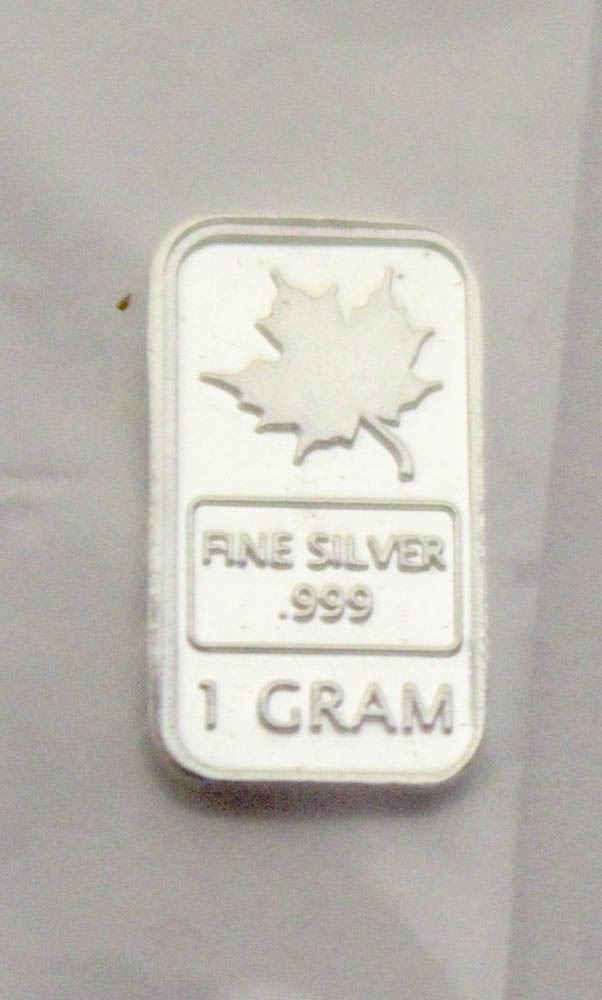 FINE SILVER
.999
1 GRAM